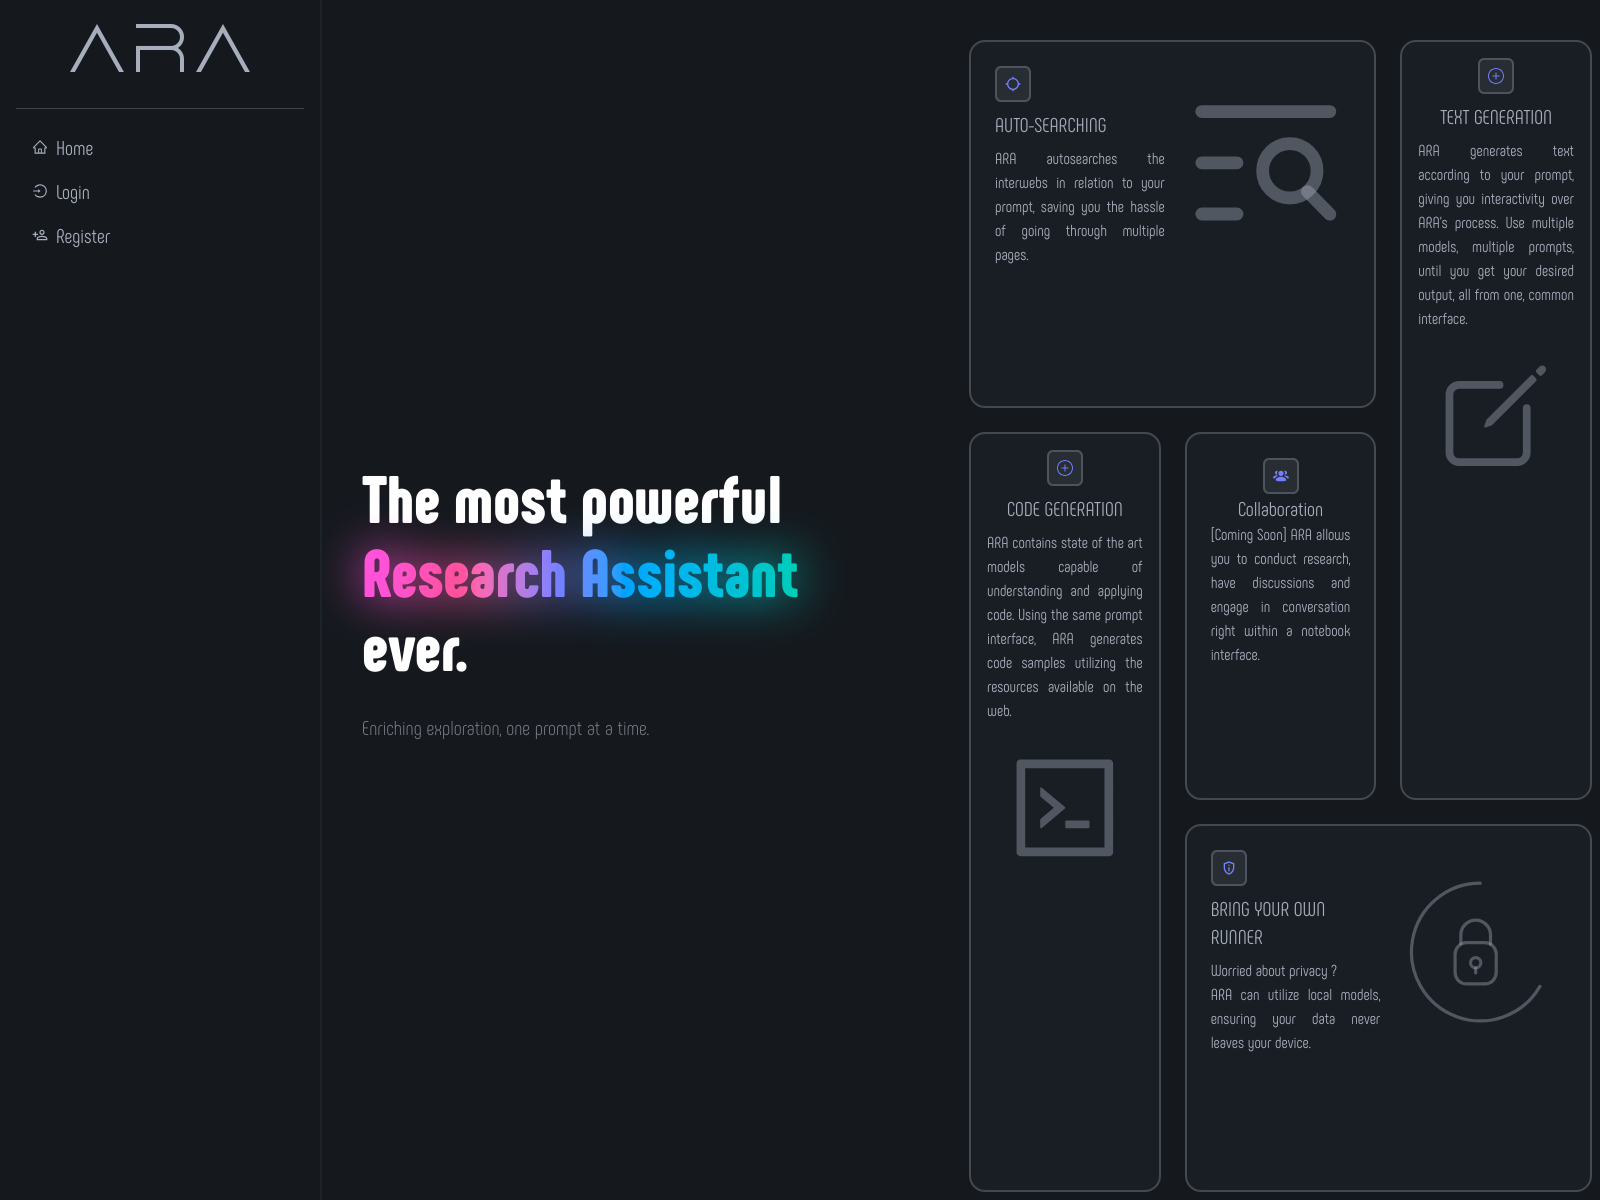 ARA
Home
Login
Register
The most powerful
Research Assistant
ever.
Enriching exploration, one prompt at a time.
AUTO-SEARCHING
ARA autosearches the
interwebs in relation to your
prompt, saving you the hassle
of going through multiple
pages.
TEXT GENERATION
ARA generates text
according to your prompt,
giving you interactivity over
ARA's process. Use multiple
models, multiple prompts,
until you get your desired
output, all from one, common
interface.
CODE GENERATION
ARA contains state of the art
models capable of
understanding and applying
code. Using the same prompt
interface, ARA generates
code samples utilizing the
resources available on the
web.
Collaboration
[Coming Soon] ARA allows
you to conduct research,
have discussions and
engage in conversation
right within a notebook
interface.
BRING YOUR OWN
RUNNER
Worried about privacy ?
ARA can utilize local models,
ensuring your data never
leaves your device.